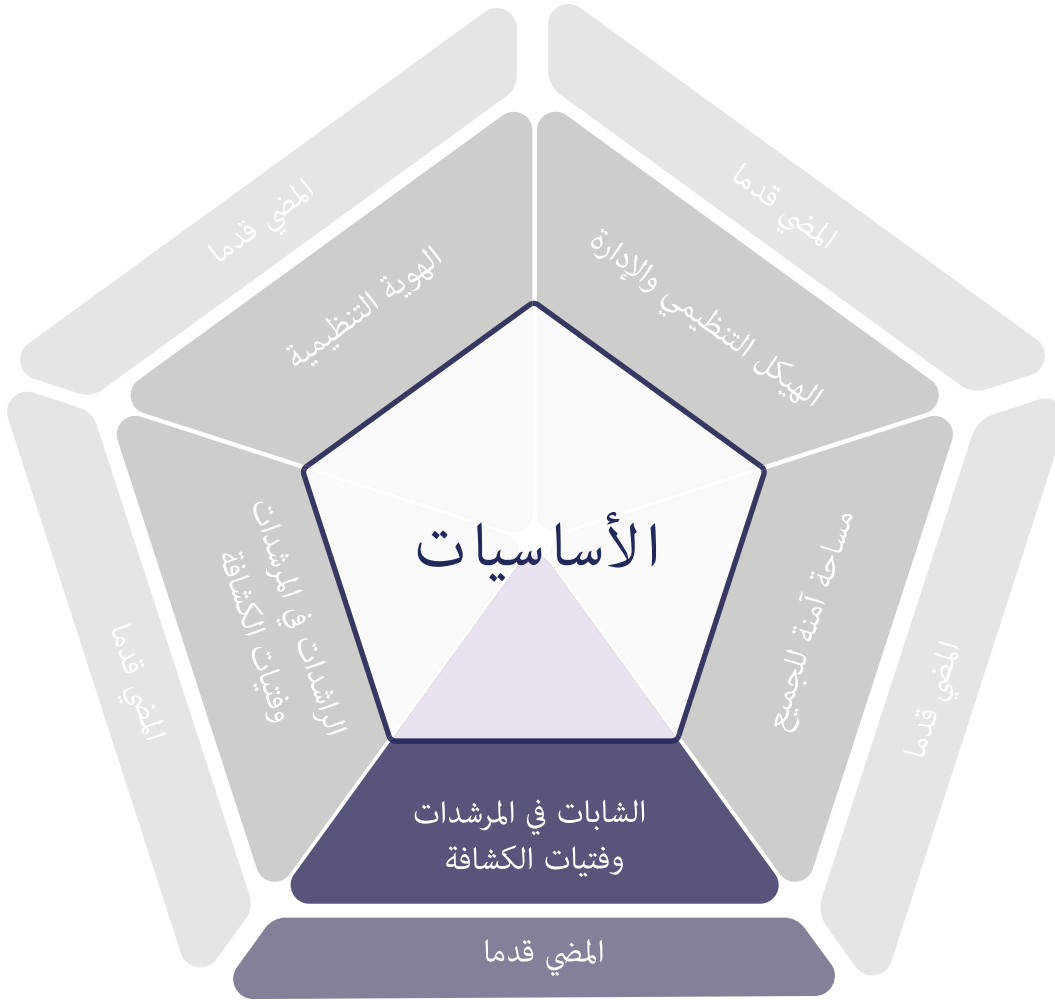 المضي قدما
المضي قدما
الهوية التنظيمية
الهيكل التنظيمي والإدارة
الأساسيات
مساحة آمنة للجميع
المضي قدما
الراشدات في المرشدات
وفتيات الكشافة
المضي قدما
الشابات في المرشدات
وفتيات الكشافة
المضي قدما